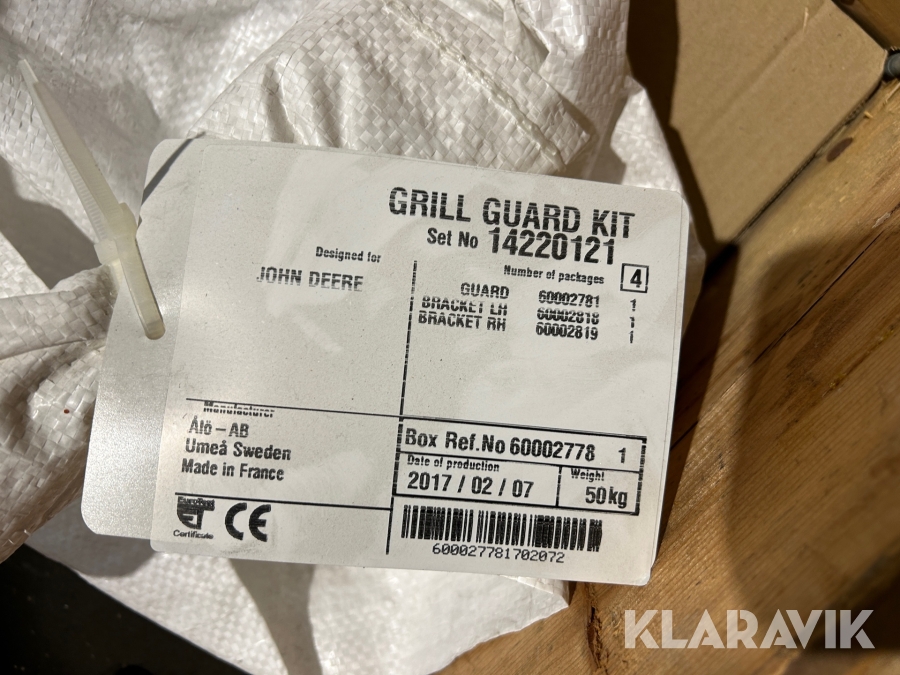 GRILL GUARD KIT
Set No 14220121
Designed for
JOHN DEERE
Number of packages 4
GUARD 60002781 1
BRACKET LH 60002818 1
BRACKET RH 60002819 1
Manufacturer
Ålö - AB
Umeå Sweden
Made in France
Box Ref.No 60002778 1
Date of production
2017 / 02 / 07
Weight
50kg
Certificate
CE
600027781702072
KLARAVIK